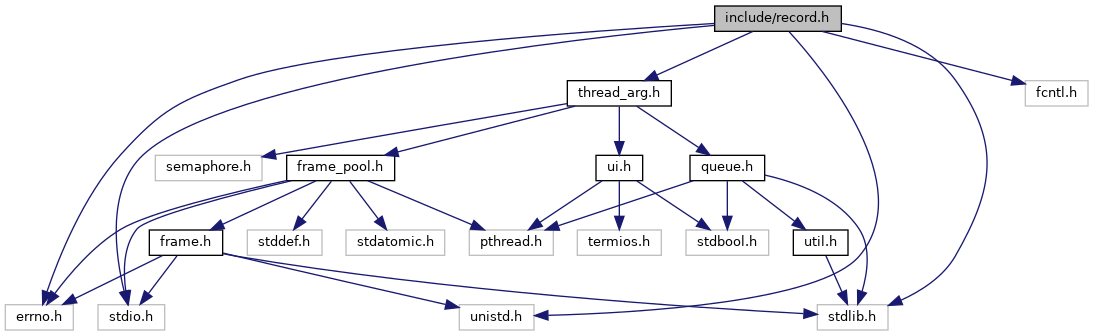 include/record.h
thread_arg.h
fcntl.h
semaphore.h
frame_pool.h
ui.h
queue.h
frame.h
stddef.h
stdatomic.h
pthread.h
termios.h
stdbool.h
util.h
errno.h
stdio.h
unistd.h
stdlib.h